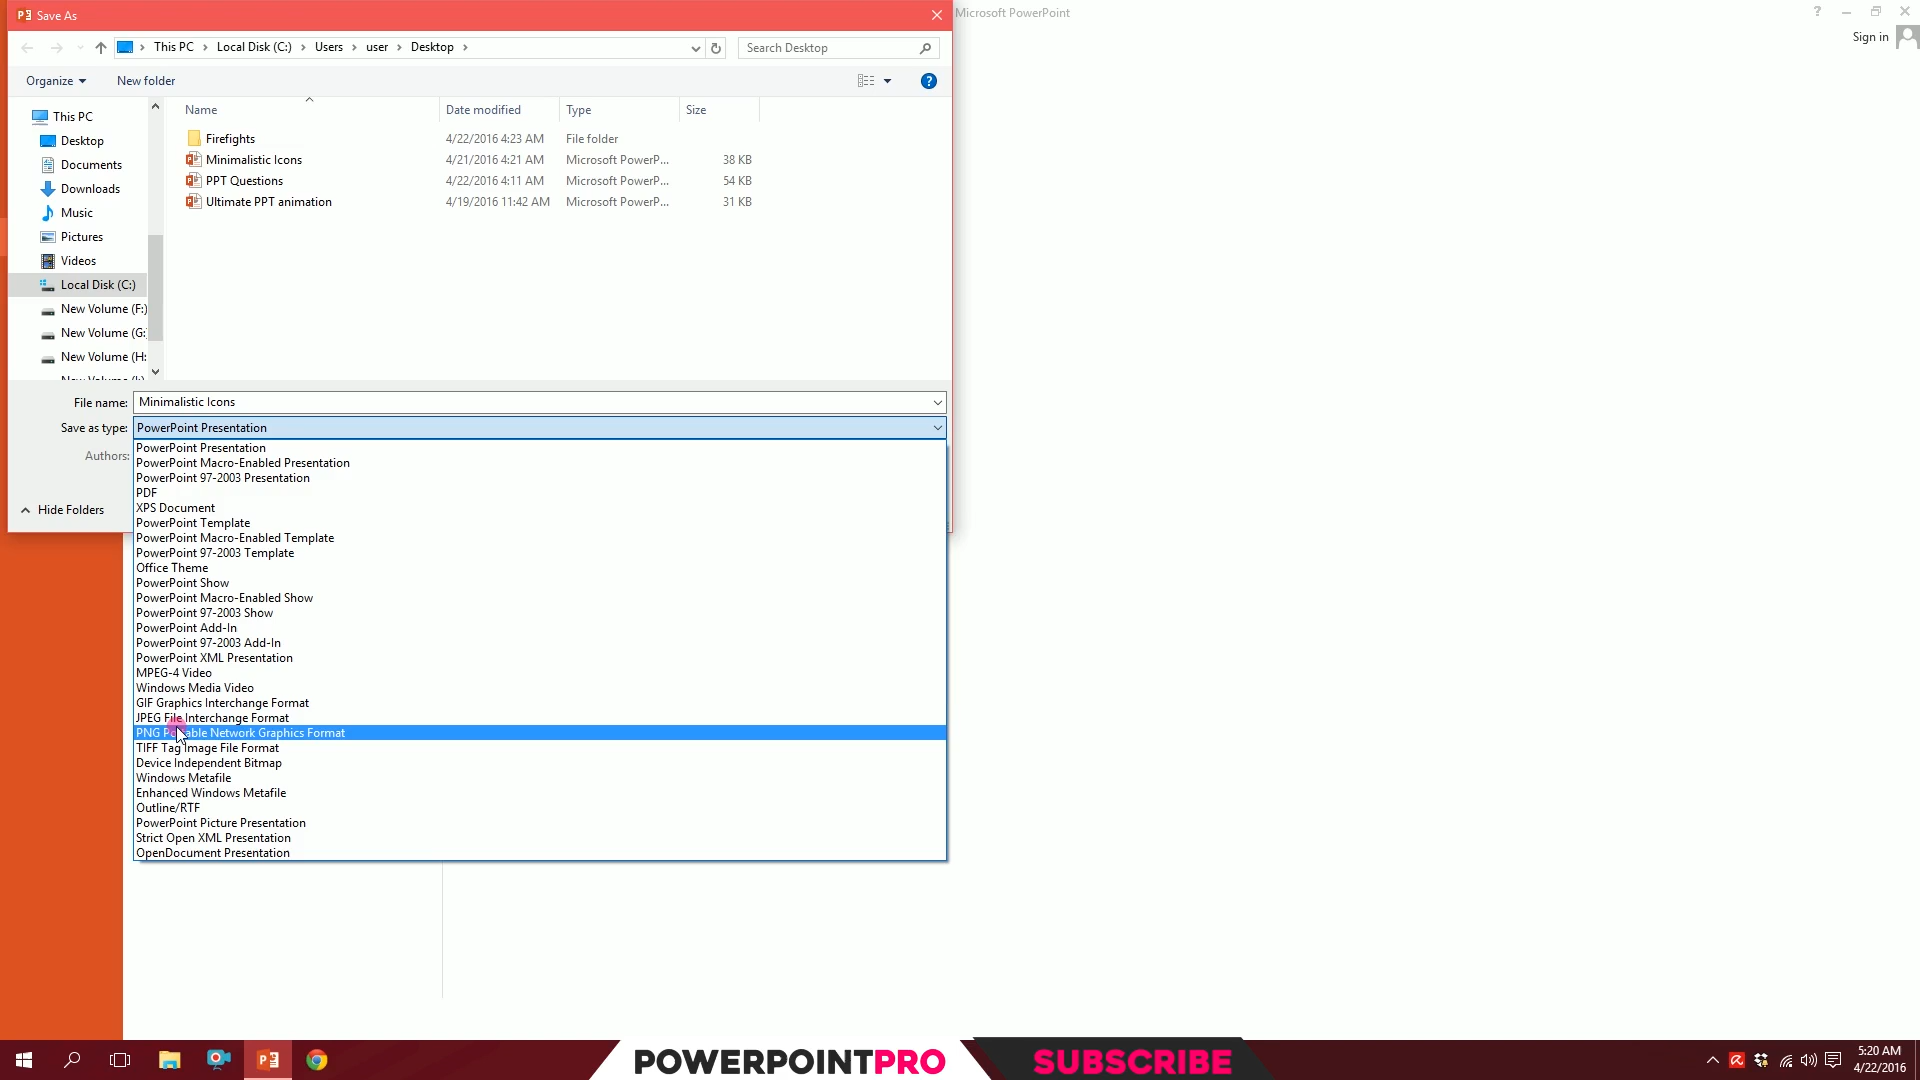 Save As
Microsoft PowerPoint
Sign in
This PC
Local Disk (C:)
Users
user
Desktop
Search Desktop
Organize
New folder
This PC
Desktop
Documents
Downloads
Music
Pictures
Videos
Local Disk (C:)
New Volume (F:)
New Volume (G:
New Volume (H:
Name Date modified Type Size
Firefights 4/22/2016 4:23 AM File folder
Minimalistic Icons 4/21/2016 4:21 AM Microsoft PowerP... 38 KB
PPT Questions 4/22/2016 4:11 AM Microsoft PowerP... 54 KB
Ultimate PPT animation 4/19/2016 11:42 AM Microsoft PowerP... 31 KB
File name: Minimalistic Icons
Save as type: PowerPoint Presentation
Authors:
Hide Folders
PowerPoint Presentation
PowerPoint Macro-Enabled Presentation
PowerPoint 97-2003 Presentation
PDF
XPS Document
PowerPoint Template
PowerPoint Macro-Enabled Template
PowerPoint 97-2003 Template
Office Theme
PowerPoint Show
PowerPoint Macro-Enabled Show
PowerPoint 97-2003 Show
PowerPoint Add-In
PowerPoint 97-2003 Add-In
PowerPoint XML Presentation
MPEG-4 Video
Windows Media Video
GIF Graphics Interchange Format
JPEG File Interchange Format
PNG Portable Network Graphics Format
TIFF Tag Image File Format
Device Independent Bitmap
Windows Metafile
Enhanced Windows Metafile
Outline/RTF
PowerPoint Picture Presentation
Strict Open XML Presentation
OpenDocument Presentation
POWERPOINTPRO
SUBSCRIBE
5:20 AM
4/22/2016